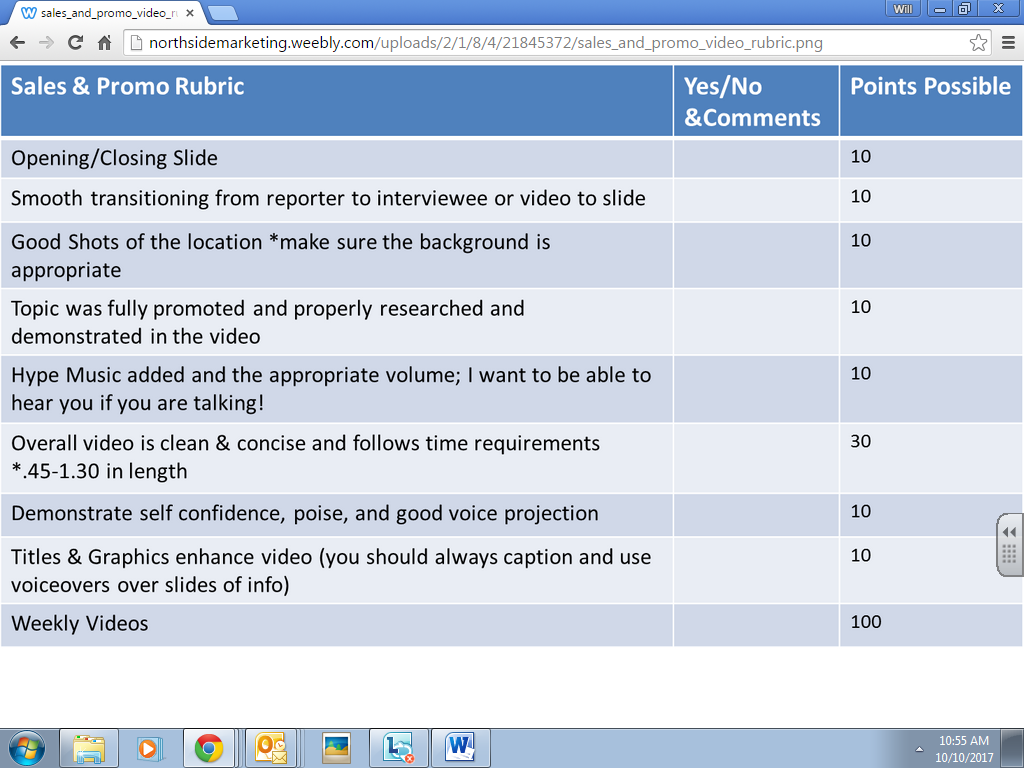 sales_and_promo_video_ru
Will
northsidemarketing.weebly.com/uploads/2/1/8/4/21845372/sales_and_promo_video_rubric.png
Sales & Promo Rubric
Yes/No
&Comments
Points Possible
Opening/Closing Slide
10
Smooth transitioning from reporter to interviewee or video to slide
10
Good Shots of the location *make sure the background is
appropriate
10
Topic was fully promoted and properly researched and
demonstrated in the video
10
Hype Music added and the appropriate volume; I want to be able to
hear you if you are talking!
10
Overall video is clean & concise and follows time requirements
*.45-1.30 in length
30
Demonstrate self confidence, poise, and good voice projection
10
Titles & Graphics enhance video (you should always caption and use
voiceovers over slides of info)
10
Weekly Videos
100
10:55 AM
10/10/2017